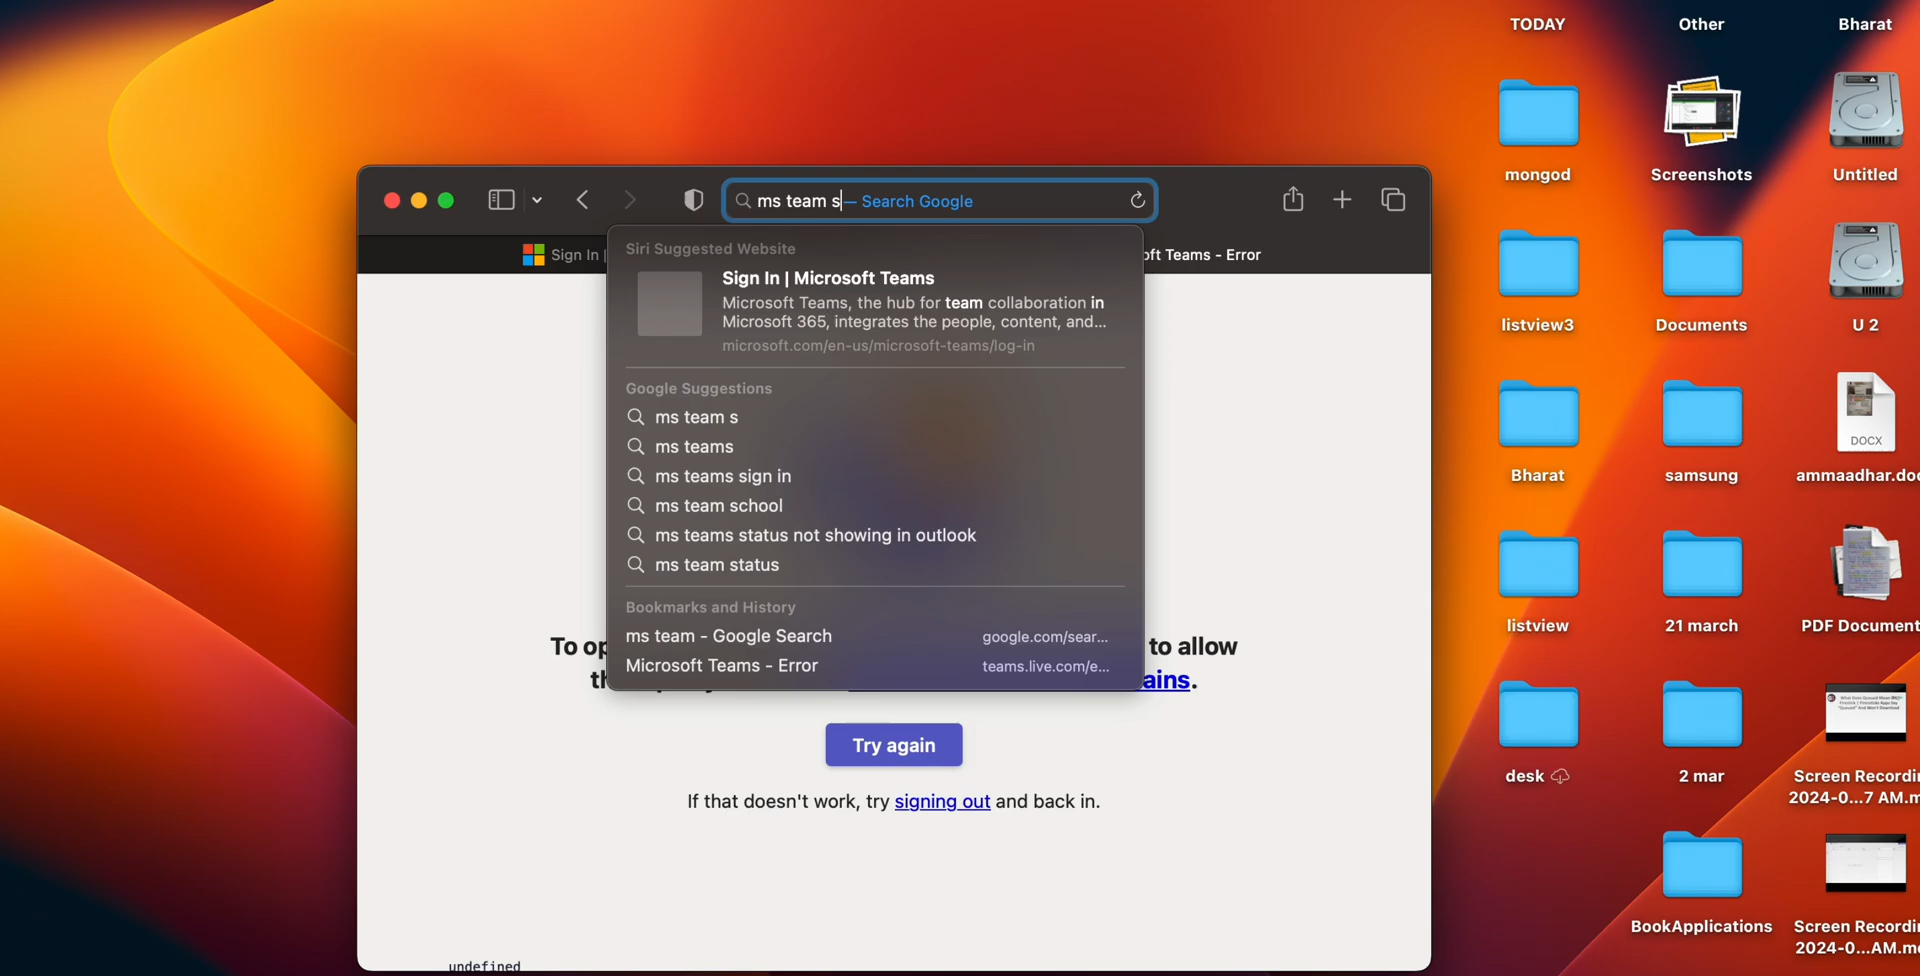 TODAY
Other
Bharat
mongod
Screenshots
Untitled
listview3
Documents
U 2
DOCX
Bharat
samsung
ammaadhar.doc
listview
21 march
PDF Document
desk
2 mar
Screen Recordi
2024-0...7 AM.m
BookApplications
Screen Recordi
2024-0...AM.m
ms team s — Search Google
Sign In |
oft Teams - Error
Siri Suggested Website
Sign In | Microsoft Teams
Microsoft Teams, the hub for team collaboration in
Microsoft 365, integrates the people, content, and...
microsoft.com/en-us/microsoft-teams/log-in
Google Suggestions
ms team s
ms teams
ms teams sign in
ms team school
ms teams status not showing in outlook
ms team status
Bookmarks and History
ms team - Google Search google.com/sear...
Microsoft Teams - Error teams.live.com/e...
To op
to allow
th
ains.
Try again
If that doesn't work, try signing out and back in.
undefined